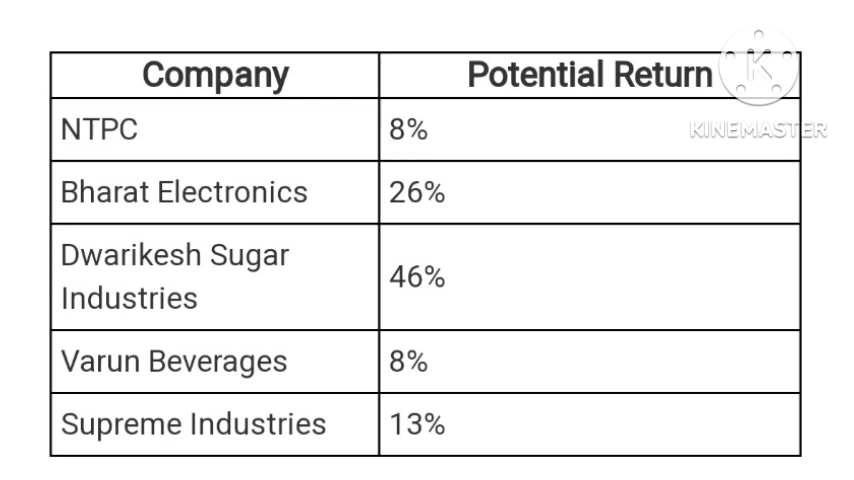 Company Potential Return
NTPC 8%
Bharat Electronics 26%
Dwarikesh Sugar
Industries 46%
Varun Beverages 8%
Supreme Industries 13%
K
KINEMASTER